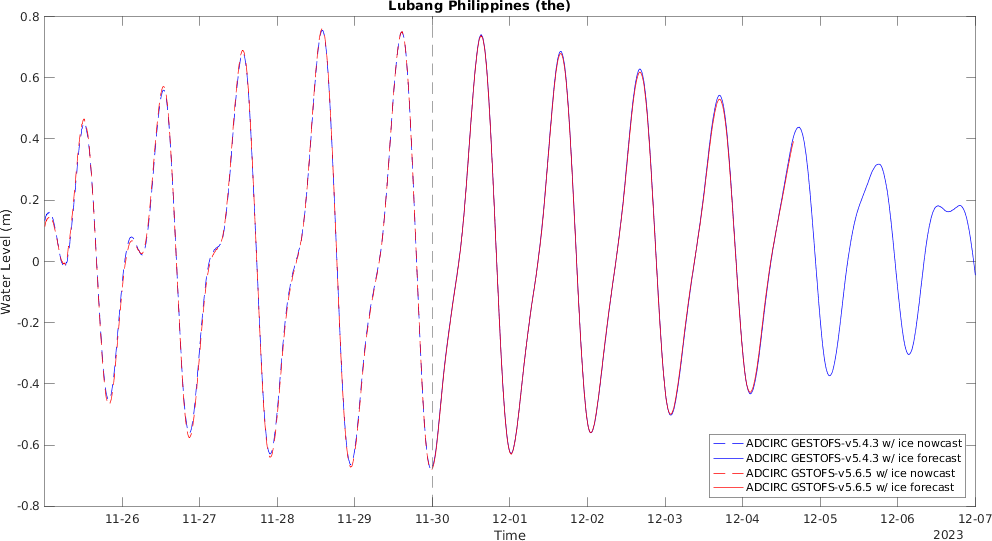 Lubang Philippines (the)
0.8
0.6
0.4
0.2
0
-0.2
-0.4
-0.6
-0.8
Water Level (m)
11-26 11-27 11-28 11-29 11-30 12-01 12-02 12-03 12-04 12-05 12-06 12-07
Time
2023
ADCIRC GESTOFS-v5.4.3 w/ ice nowcast
ADCIRC GESTOFS-v5.4.3 w/ ice forecast
ADCIRC GSTOFS-v5.6.5 w/ ice nowcast
ADCIRC GSTOFS-v5.6.5 w/ ice forecast